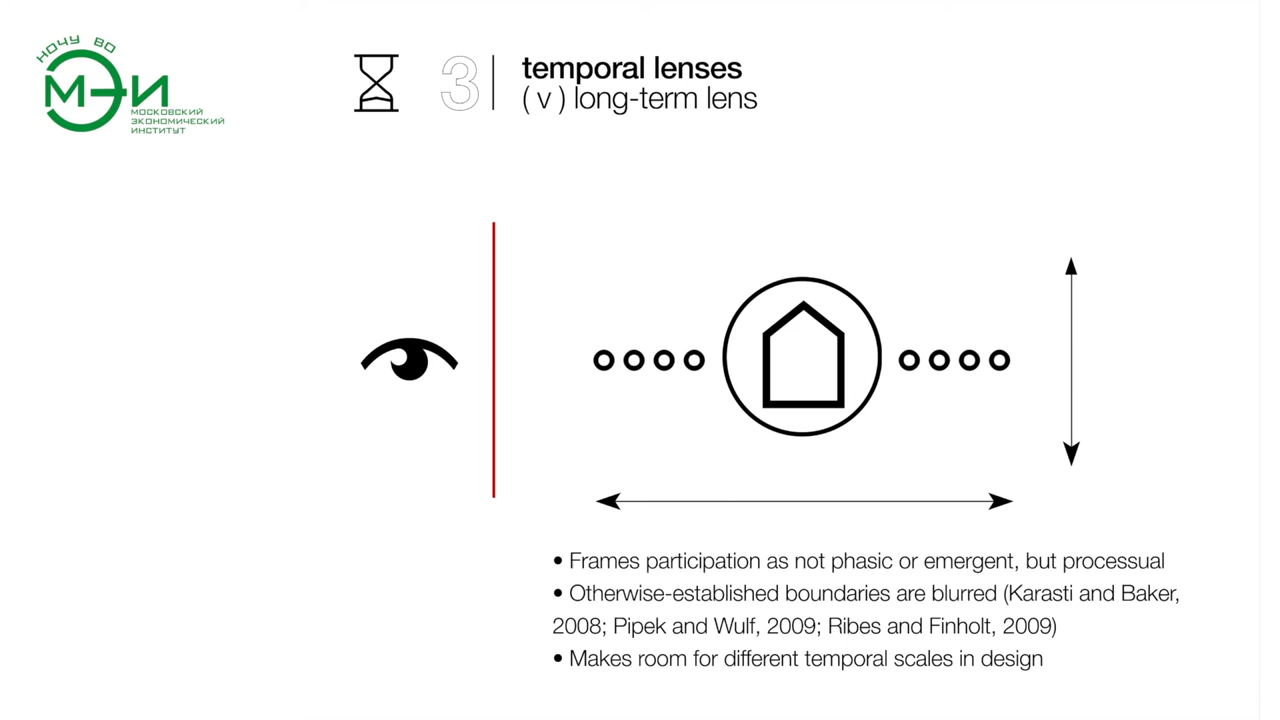 НОЧУ ВО
МЭИ
МОСКОВСКИЙ
ЭКОНОМИЧЕСКИЙ
ИНСТИТУТ
3
temporal lenses
( v ) long-term lens
• Frames participation as not phasic or emergent, but processual
• Otherwise-established boundaries are blurred (Karasti and Baker,
2008; Pipek and Wulf, 2009; Ribes and Finholt, 2009)
• Makes room for different temporal scales in design